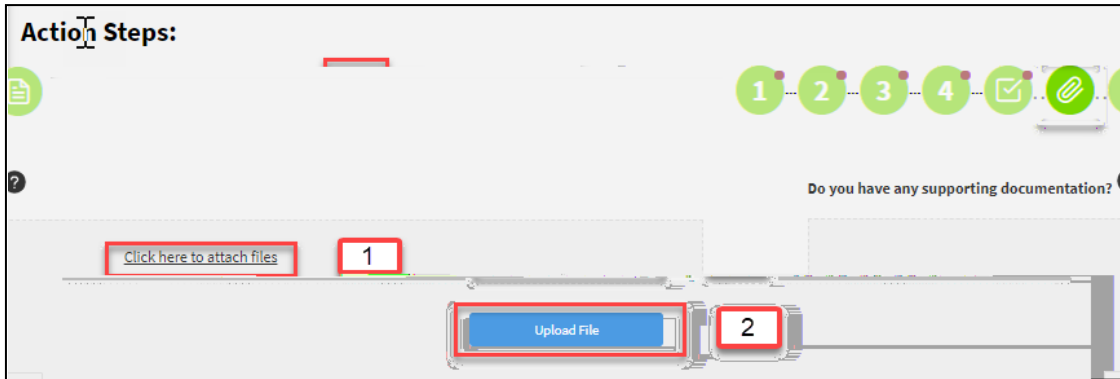 Action Steps:
1 2 3 4
?
Do you have any supporting documentation?
Click here to attach files
1
Upload File
2